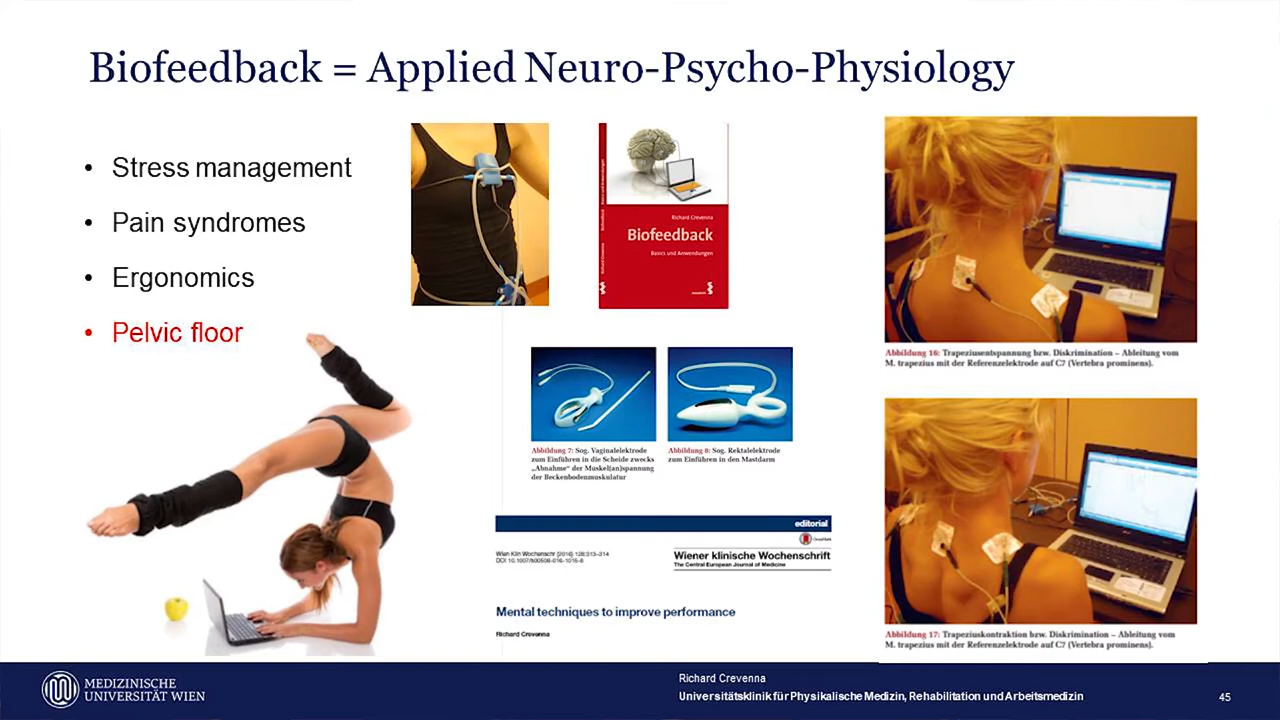 Biofeedback = Applied Neuro-Psycho-Physiology
• Stress management
• Pain syndromes
• Ergonomics
• Pelvic floor
Richard Crevenna
Biofeedback
Basics und Anwendungen
Abbildung 7: Sog. Vaginalelektrode
zum Einführen in die Scheide zwecks
„Abnahme“ der Muskel(an)spannung
der Beckenbodenmuskulatur
Abbildung 8: Sog. Rektalelektrode
zum Einführen in den Mastdarm
editorial
Wien Klin Wochenschr (2016) 128:313–314
Wiener klinische Wochenschrift
The Central European Journal of Medicine
Mental techniques to improve performance
Richard Crevenna
Abbildung 16: Trapeziusentspannung bzw. Diskrimination – Ableitung vom
M. trapezius mit der Referenzelektrode auf C7 (Vertebra prominens).
Abbildung 17: Trapeziuskontraktion bzw. Diskrimination – Ableitung vom
M. trapezius mit der Referenzelektrode auf C7 (Vertebra prominens).
MEDIZINISCHE
UNIVERSITÄT WIEN
Richard Crevenna
Universitätsklinik für Physikalische Medizin, Rehabilitation und Arbeitsmedizin
45